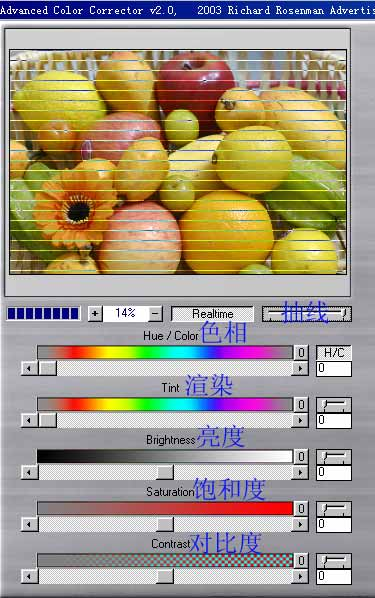 Advanced Color Corrector v2.0,   2003 Richard Rosenman Advertis
+ 14% − Realtime 抽线
Hue / Color 色相
0 H/C
0
Tint 渲染
0
0
Brightness 亮度
0
0
Saturation 饱和度
0
0
Contrast 对比度
0
0